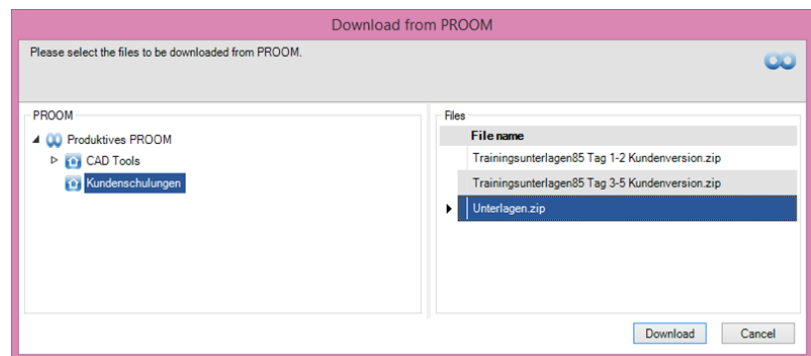 Download from PROOM
Please select the files to be downloaded from PROOM.
PROOM
Produktives PROOM
CAD Tools
Kundenschulungen
Files
File name
Trainingsunterlagen85 Tag 1-2 Kundenversion.zip
Trainingsunterlagen85 Tag 3-5 Kundenversion.zip
Unterlagen.zip
Download
Cancel